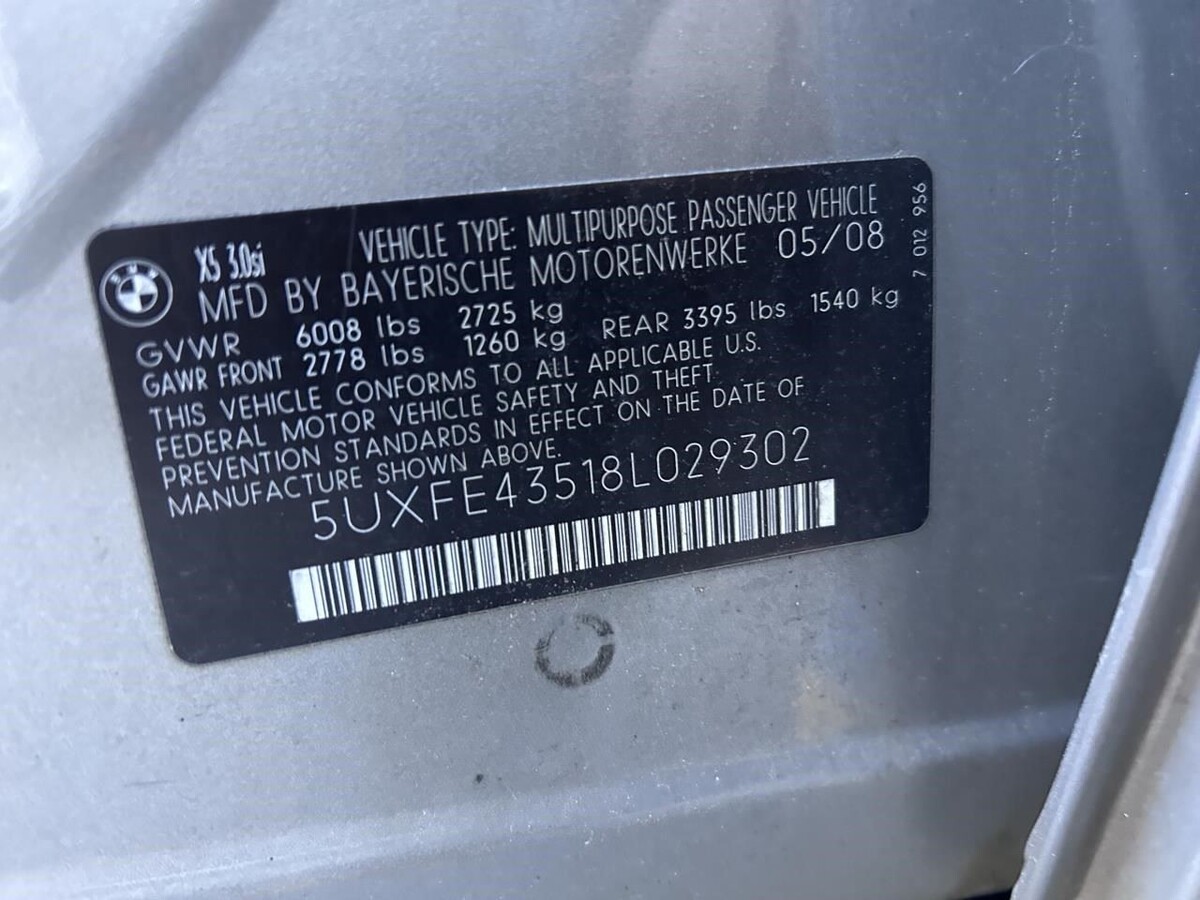 X5 3.0si VEHICLE TYPE: MULTIPURPOSE PASSENGER VEHICLE
BMW MFD BY BAYERISCHE MOTORENWERKE 05/08
GVWR 6008 lbs 2725 kg
GAWR FRONT 2778 lbs 1260 kg REAR 3395 lbs 1540 kg
THIS VEHICLE CONFORMS TO ALL APPLICABLE U.S.
FEDERAL MOTOR VEHICLE SAFETY AND THEFT
PREVENTION STANDARDS IN EFFECT ON THE DATE OF
MANUFACTURE SHOWN ABOVE.
5UXFE43518L029302
7 012 956